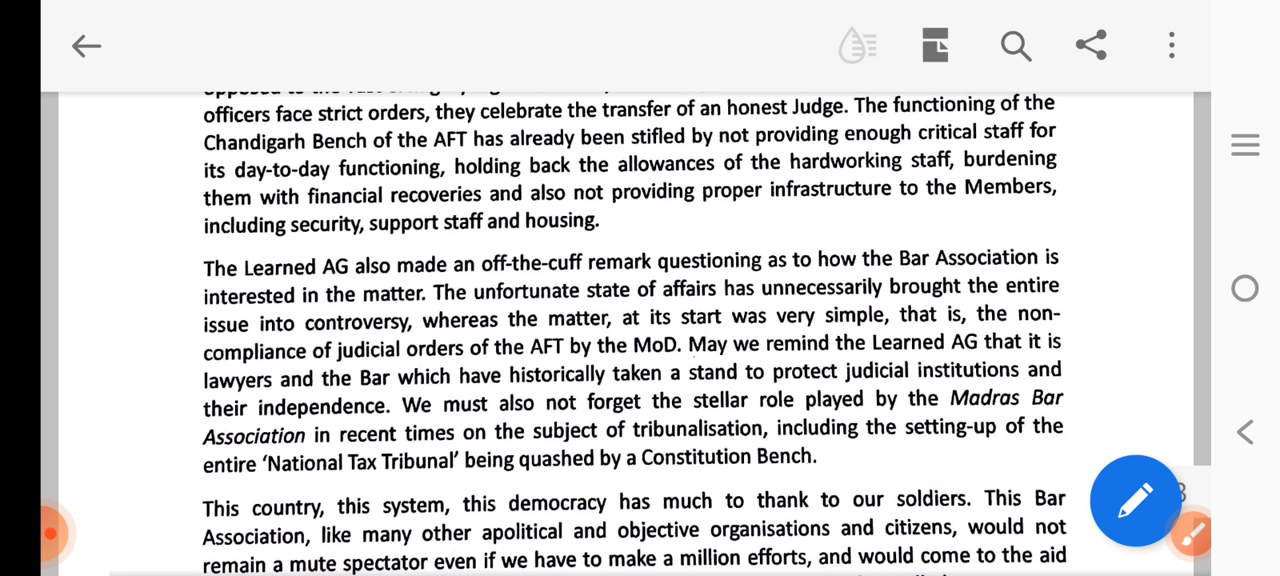 officers face strict orders, they celebrate the transfer of an honest Judge. The functioning of the
Chandigarh Bench of the AFT has already been stifled by not providing enough critical staff for
its day-to-day functioning, holding back the allowances of the hardworking staff, burdening
them with financial recoveries and also not providing proper infrastructure to the Members,
including security, support staff and housing.
The Learned AG also made an off-the-cuff remark questioning as to how the Bar Association is
interested in the matter. The unfortunate state of affairs has unnecessarily brought the entire
issue into controversy, whereas the matter, at its start was very simple, that is, the non-
compliance of judicial orders of the AFT by the MoD. May we remind the Learned AG that it is
lawyers and the Bar which have historically taken a stand to protect judicial institutions and
their independence. We must also not forget the stellar role played by the Madras Bar
Association in recent times on the subject of tribunalisation, including the setting-up of the
entire ‘National Tax Tribunal’ being quashed by a Constitution Bench.
This country, this system, this democracy has much to thank to our soldiers. This Bar
Association, like many other apolitical and objective organisations and citizens, would not
remain a mute spectator even if we have to make a million efforts, and would come to the aid